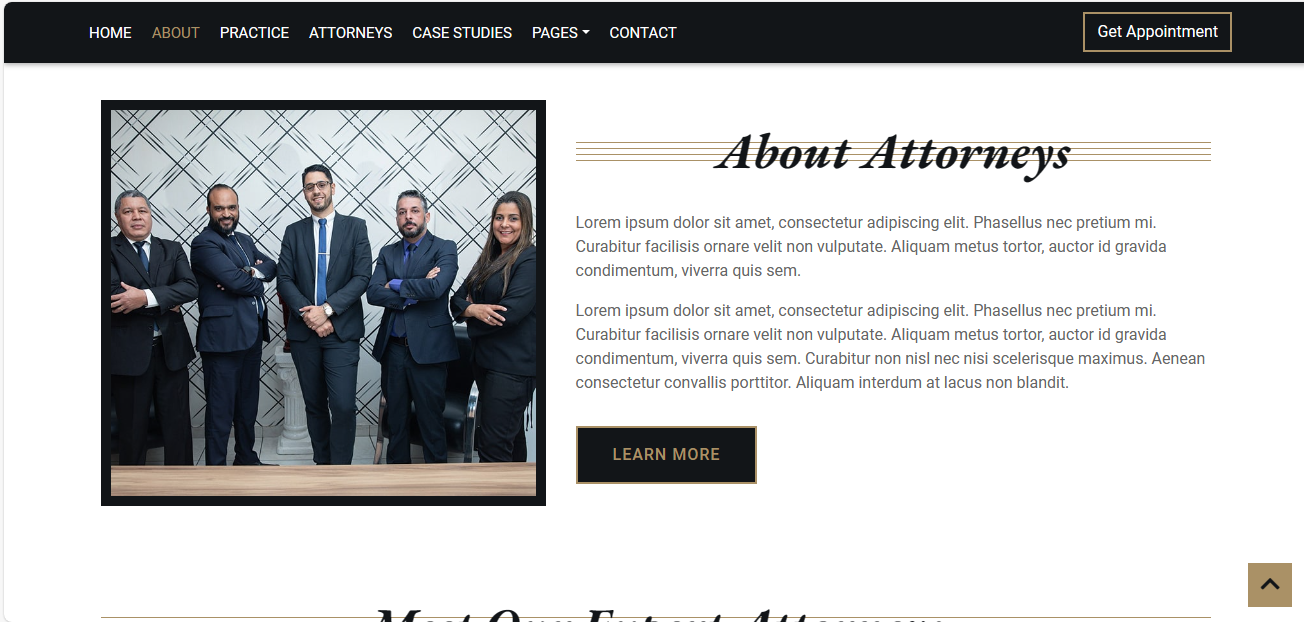 HOME ABOUT PRACTICE ATTORNEYS CASE STUDIES PAGES CONTACT Get Appointment
About Attorneys
Lorem ipsum dolor sit amet, consectetur adipiscing elit. Phasellus nec pretium mi.
Curabitur facilisis ornare velit non vulputate. Aliquam metus tortor, auctor id gravida
condimentum, viverra quis sem.
Lorem ipsum dolor sit amet, consectetur adipiscing elit. Phasellus nec pretium mi.
Curabitur facilisis ornare velit non vulputate. Aliquam metus tortor, auctor id gravida
condimentum, viverra quis sem. Curabitur non nisl nec nisi scelerisque maximus. Aenean
consectetur convallis porttitor. Aliquam interdum at lacus non blandit.
LEARN MORE
Meet Our Expert Attorneys